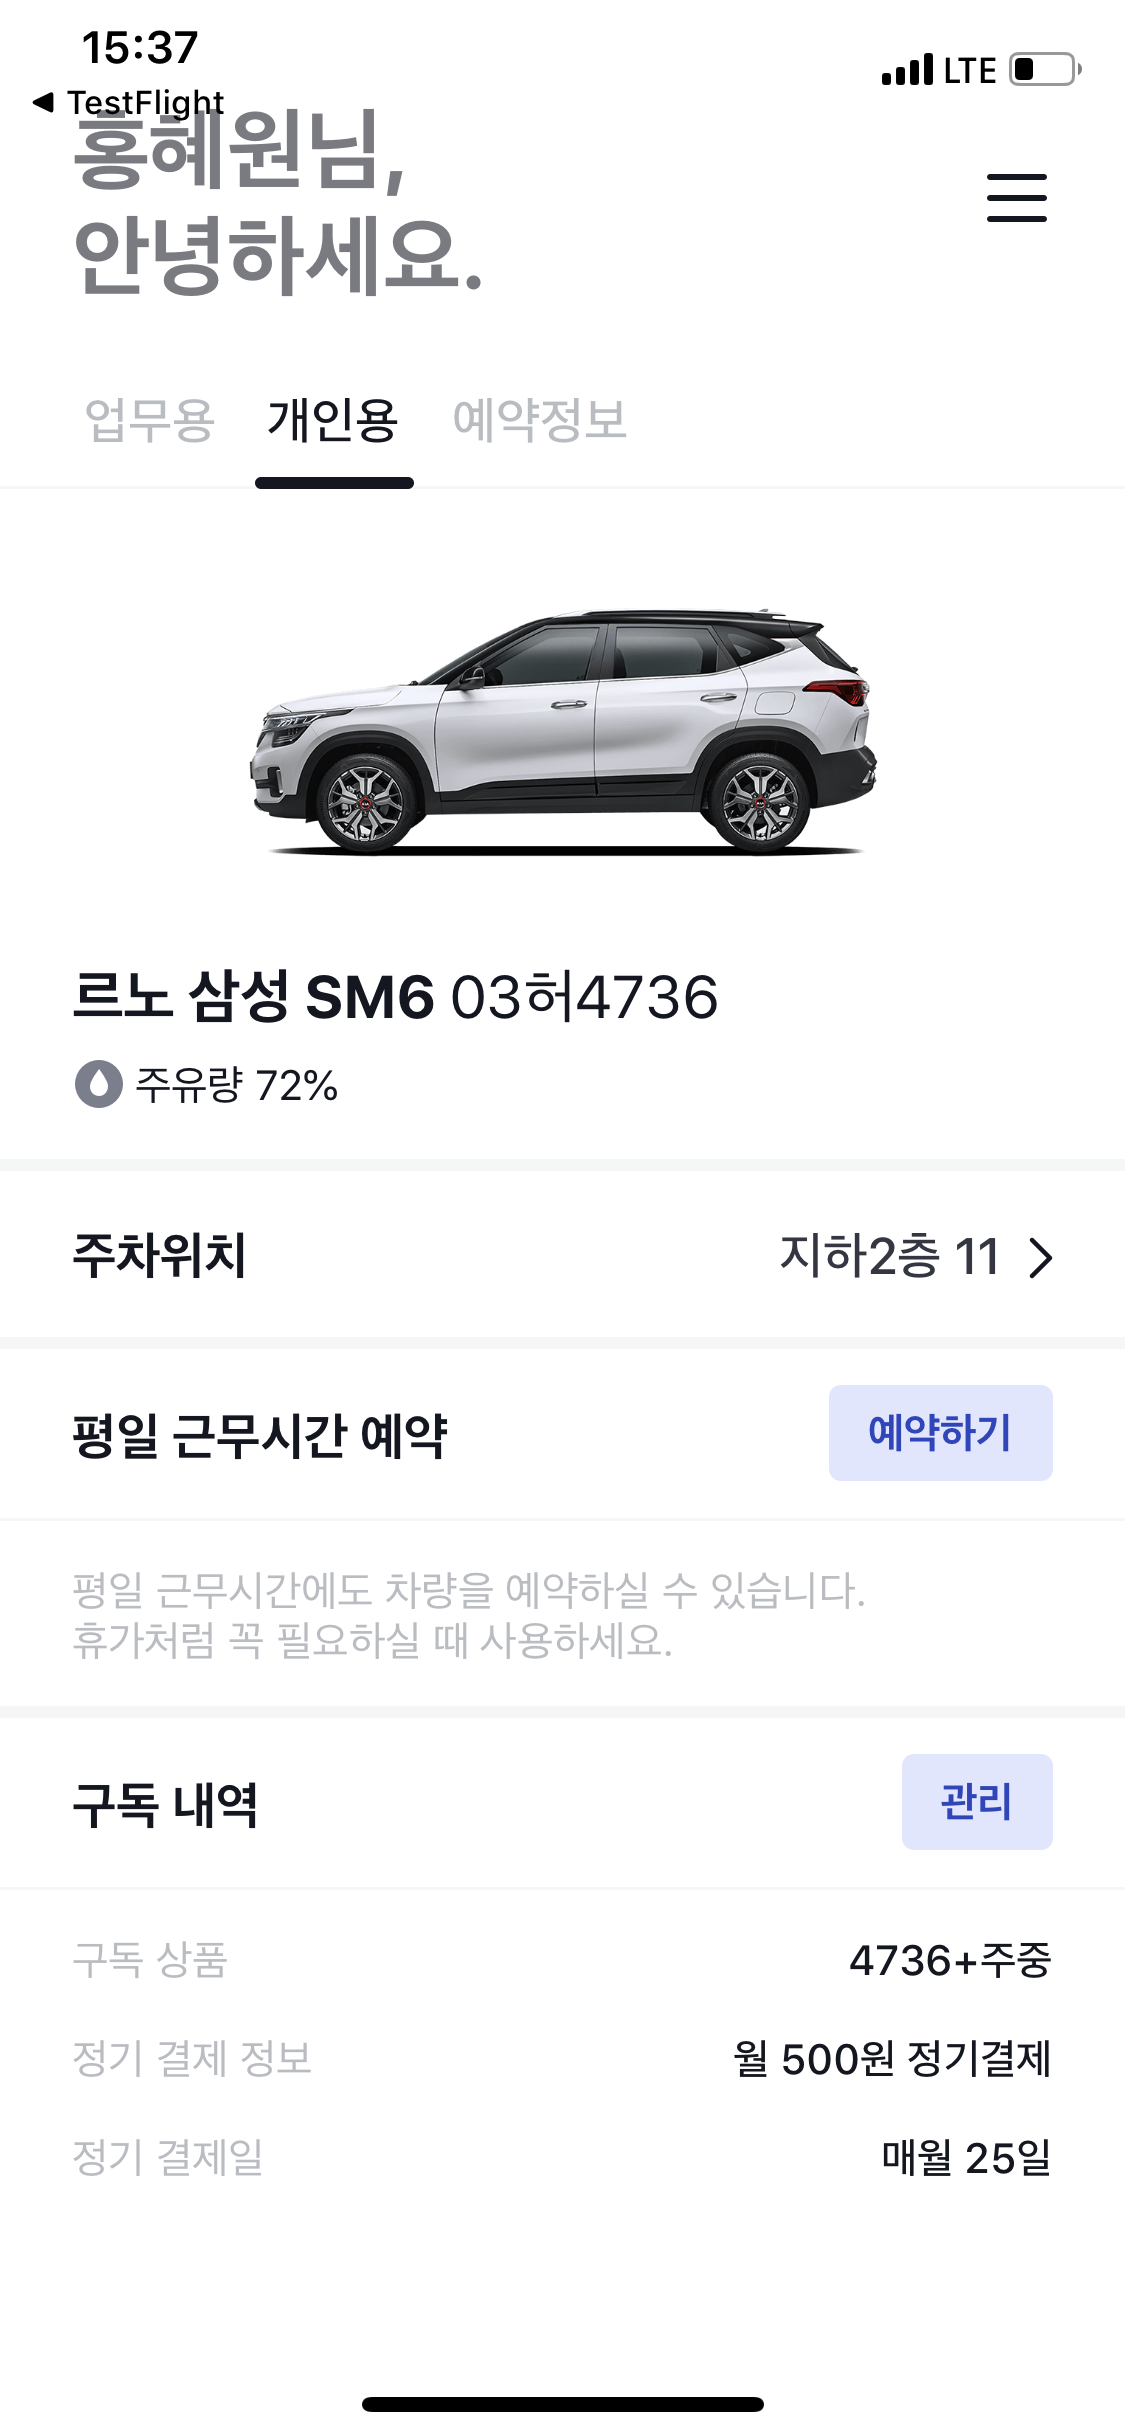 15:37
LTE
◀ TestFlight
홍혜원님,
안녕하세요.
업무용 개인용 예약정보
르노 삼성 SM6 03허4736
주유량 72%
주차위치 지하2층 11
평일 근무시간 예약 예약하기
평일 근무시간에도 차량을 예약하실 수 있습니다.
휴가처럼 꼭 필요하실 때 사용하세요.
구독 내역 관리
구독 상품 4736+주중
정기 결제 정보 월 500원 정기결제
정기 결제일 매월 25일